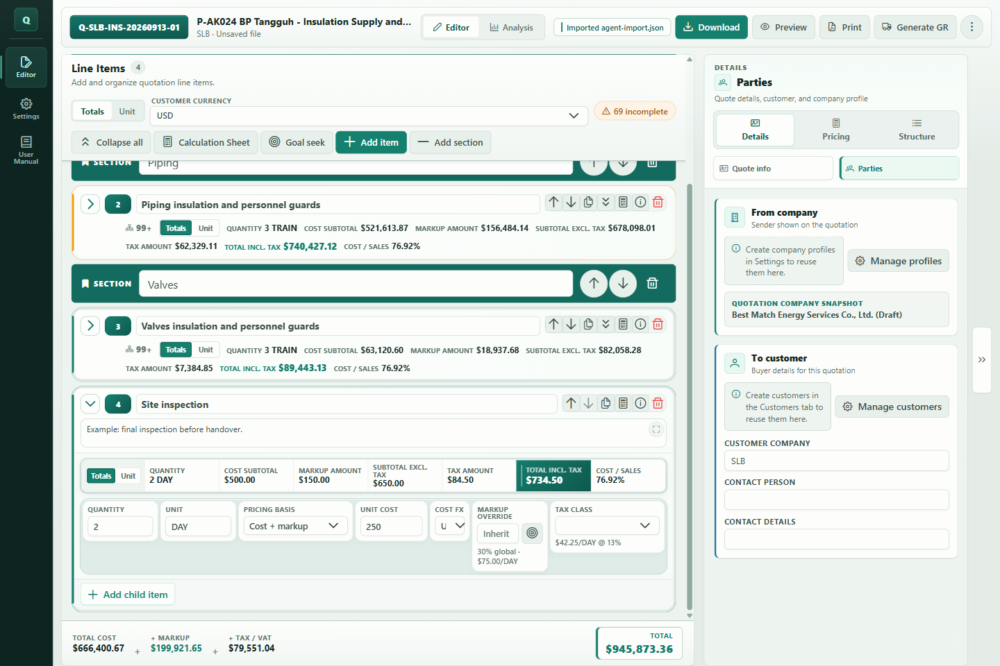 Q
Editor
Settings
User
Manual
Q-SLB-INS-20260913-01
P-AK024 BP Tangguh - Insulation Supply and...
SLB · Unsaved file
Editor
Analysis
Imported agent-import.json
Download
Preview
Print
Generate GR
Line Items 4
Add and organize quotation line items.
Totals
Unit
CUSTOMER CURRENCY
USD
69 incomplete
Collapse all
Calculation Sheet
Goal seek
Add item
Add section
SECTION
Piping
2
Piping insulation and personnel guards
99+
Totals
Unit
QUANTITY 3 TRAIN
COST SUBTOTAL $521,613.87
MARKUP AMOUNT $156,484.14
SUBTOTAL EXCL. TAX $678,098.01
TAX AMOUNT $62,329.11
TOTAL INCL. TAX $740,427.12
COST / SALES 76.92%
SECTION
Valves
3
Valves insulation and personnel guards
99+
Totals
Unit
QUANTITY 3 TRAIN
COST SUBTOTAL $63,120.60
MARKUP AMOUNT $18,937.68
SUBTOTAL EXCL. TAX $82,058.28
TAX AMOUNT $7,384.85
TOTAL INCL. TAX $89,443.13
COST / SALES 76.92%
4
Site inspection
Example: final inspection before handover.
Totals
Unit
QUANTITY
2 DAY
COST SUBTOTAL
$500.00
MARKUP AMOUNT
$150.00
SUBTOTAL EXCL.
TAX
$650.00
TAX AMOUNT
$84.50
TOTAL INCL. TAX
$734.50
COST / SALES
76.92%
QUANTITY
2
UNIT
DAY
PRICING BASIS
Cost + markup
UNIT COST
250
COST FX
U
MARKUP
OVERRIDE
Inherit
30% global ·
$75.00/DAY
TAX CLASS
$42.25/DAY @ 13%
Add child item
TOTAL COST
$666,400.67
+
+ MARKUP
$199,921.65
+
+ TAX / VAT
$79,551.04
TOTAL
$945,873.36
DETAILS
Parties
Quote details, customer, and company profile
Details
Pricing
Structure
Quote info
Parties
From company
Sender shown on the quotation
Create company profiles
in Settings to reuse
them here.
Manage profiles
QUOTATION COMPANY SNAPSHOT
Best Match Energy Services Co., Ltd. (Draft)
To customer
Buyer details for this quotation
Create customers in
the Customers tab to
reuse them here.
Manage customers
CUSTOMER COMPANY
SLB
CONTACT PERSON
CONTACT DETAILS